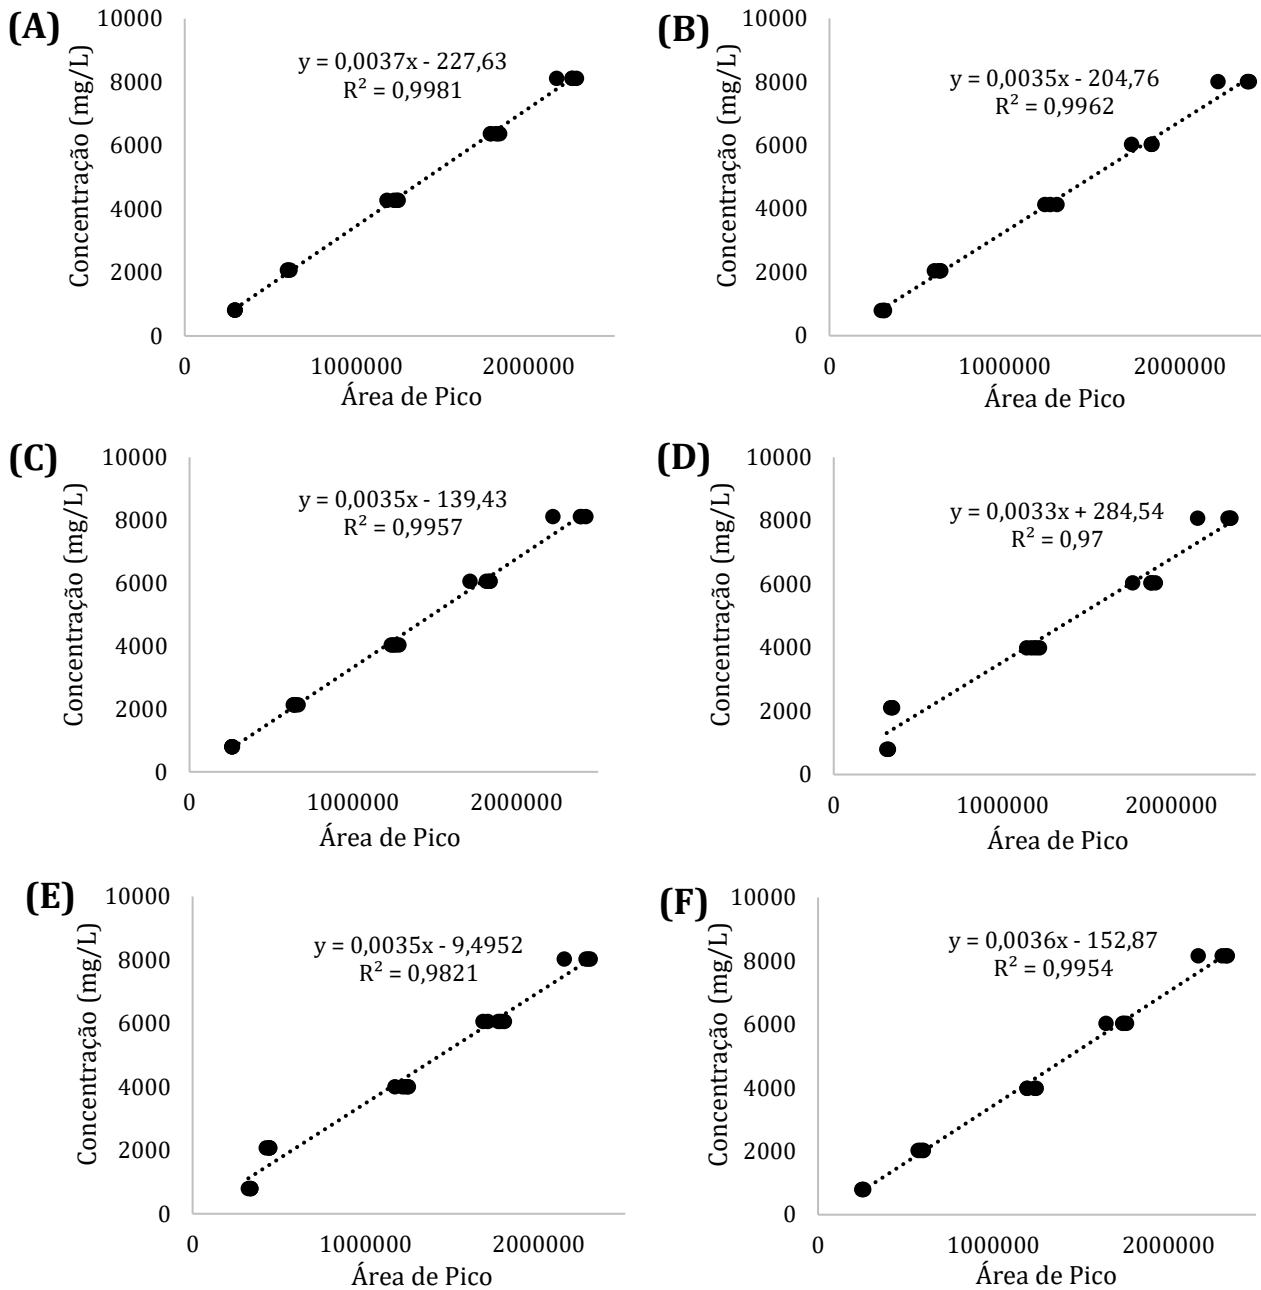 (A)
10000
8000
6000
4000
2000
0
Concentração (mg/L)
y = 0,0037x - 227,63
R² = 0,9981
0 1000000 2000000
Área de Pico
(B)
10000
8000
6000
4000
2000
0
Concentração (mg/L)
y = 0,0035x - 204,76
R² = 0,9962
0 1000000 2000000
Área de Pico
(C)
10000
8000
6000
4000
2000
0
Concentração (mg/L)
y = 0,0035x - 139,43
R² = 0,9957
0 1000000 2000000
Área de Pico
(D)
10000
8000
6000
4000
2000
0
Concentração (mg/L)
y = 0,0033x + 284,54
R² = 0,97
0 1000000 2000000
Área de Pico
(E)
10000
8000
6000
4000
2000
0
Concentração (mg/L)
y = 0,0035x - 9,4952
R² = 0,9821
0 1000000 2000000
Área de Pico
(F)
10000
8000
6000
4000
2000
0
Concentração (mg/L)
y = 0,0036x - 152,87
R² = 0,9954
0 1000000 2000000
Área de Pico